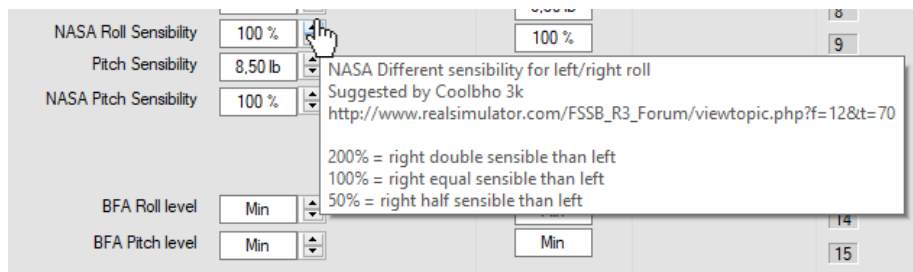 8
NASA Roll Sensibility 100 % 100 % 9
Pitch Sensibility 8,50 lb
NASA Pitch Sensibility 100 %
NASA Different sensibility for left/right roll
Suggested by Coolbho 3k
http://www.realsimulator.com/FSSB_R3_Forum/viewtopic.php?f=12&t=70
200% = right double sensible than left
100% = right equal sensible than left
50% = right half sensible than left
BFA Roll level Min 14
BFA Pitch level Min Min 15